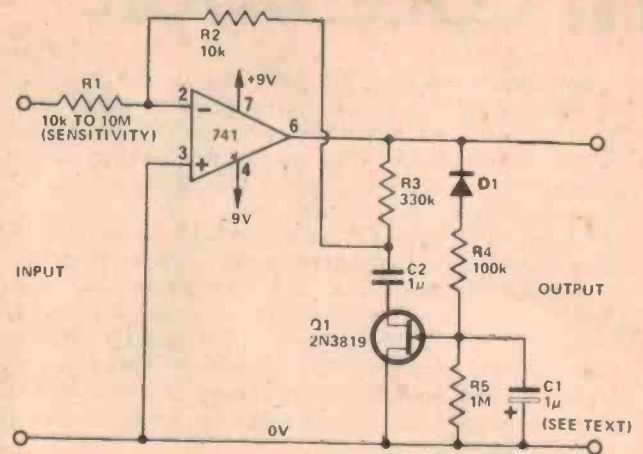 R2
10k
R1
10k TO 10M
(SENSITIVITY)
2
+9V
7
741
6
3
4
-9V
R3
330k
D1
C2
1μ
R4
100k
INPUT
OUTPUT
Q1
2N3819
R5
1M
C1
1μ
(SEE TEXT)
0V